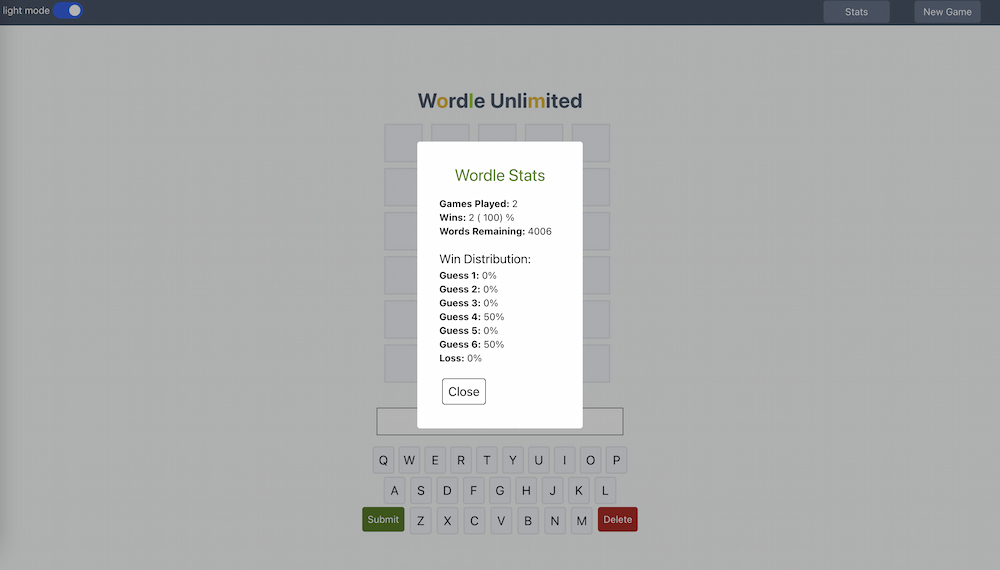 light mode
Stats
New Game
Wordle Unlimited
Wordle Stats
Games Played: 2
Wins: 2 ( 100) %
Words Remaining: 4006
Win Distribution:
Guess 1: 0%
Guess 2: 0%
Guess 3: 0%
Guess 4: 50%
Guess 5: 0%
Guess 6: 50%
Loss: 0%
Close
Q W E R T Y U I O P
A S D F G H J K L
Submit Z X C V B N M Delete